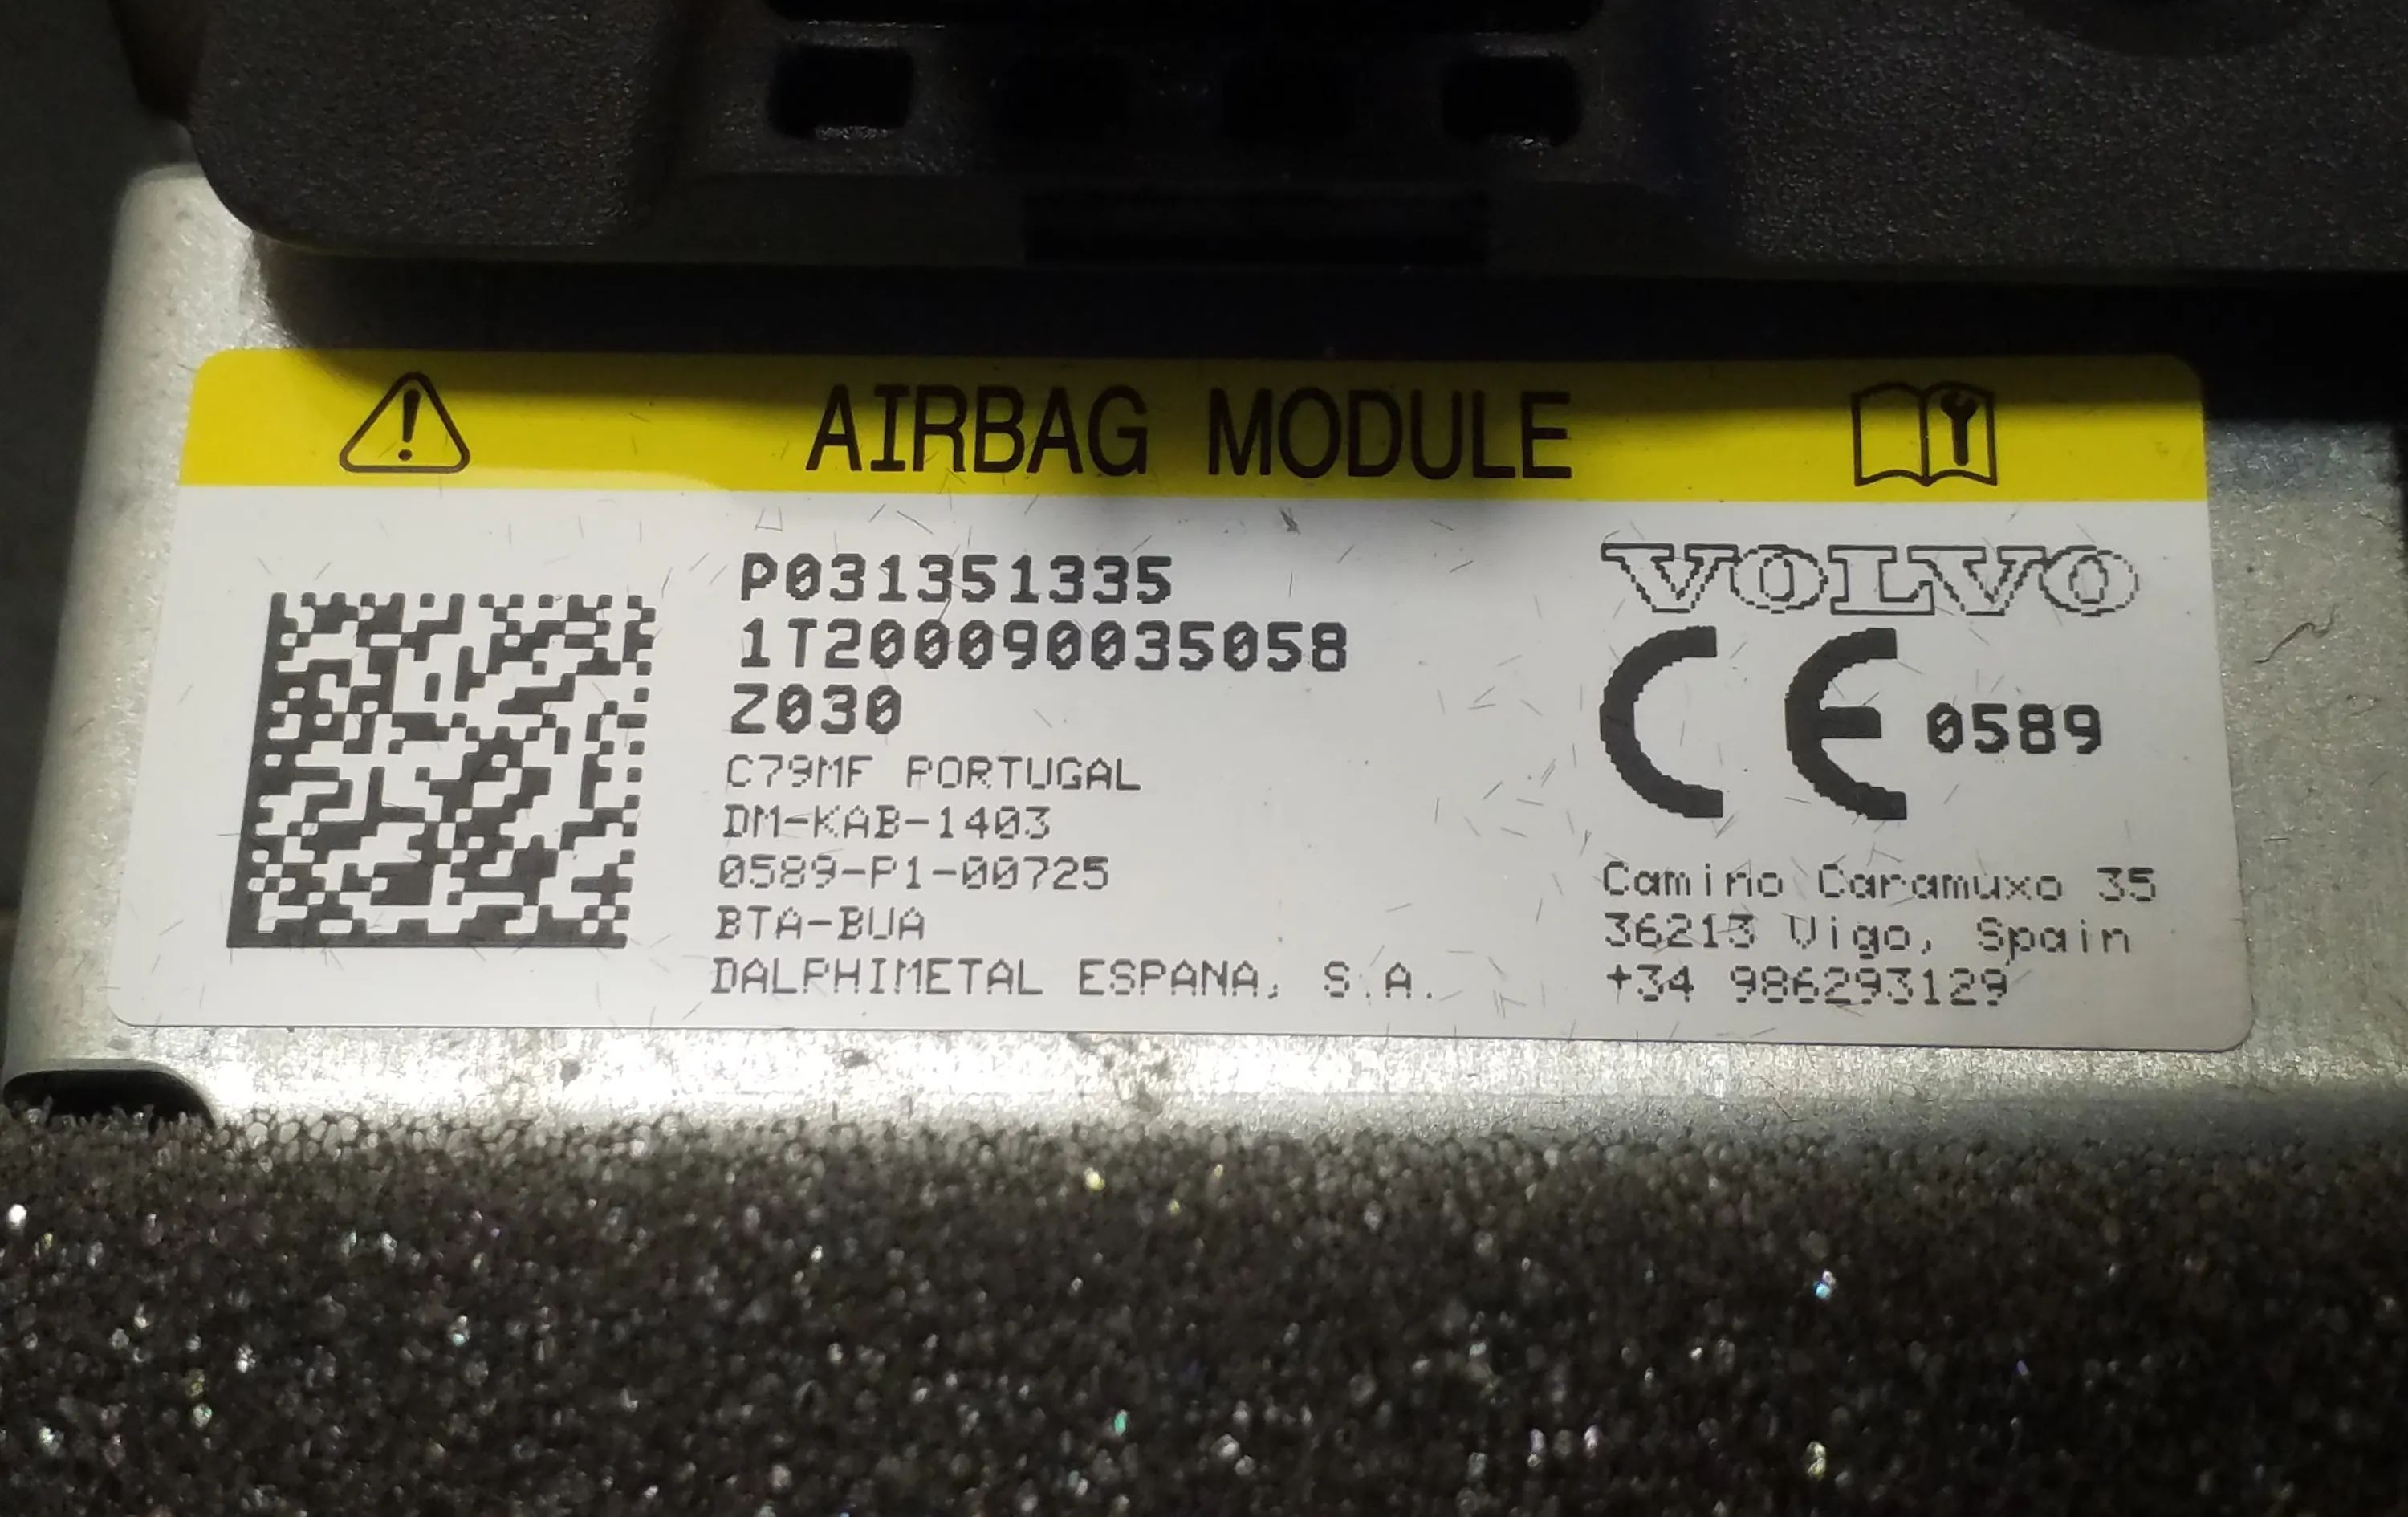 AIRBAG MODULE
P031351335
1T200090035058
Z030
C79MF PORTUGAL
DM-KAB-1403
0589-P1-00725
BTA-BUA
DALPHIMETAL ESPANA, S.A.
VOLVO
CE 0589
Camino Caramuxo 35
36213 Vigo, Spain
+34 986293129